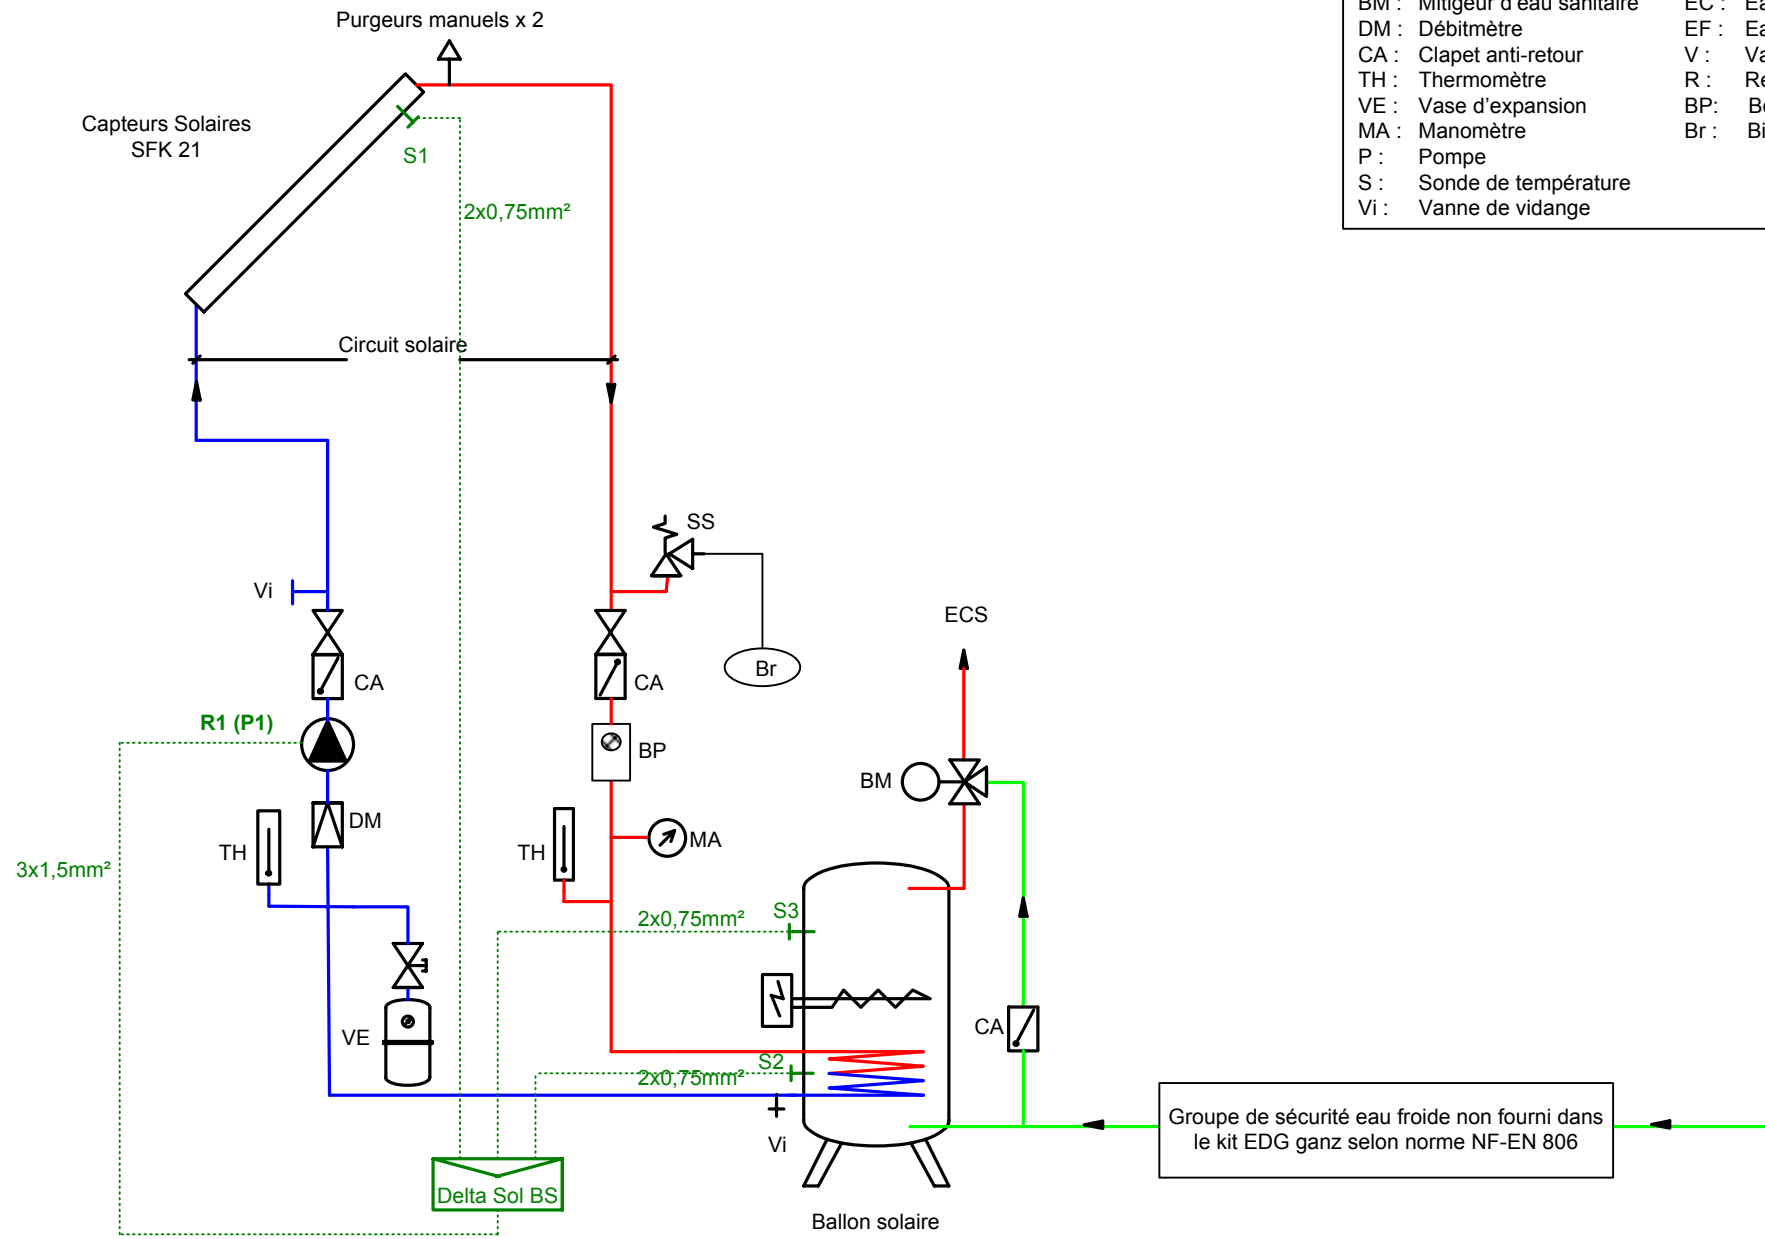 Purgeurs manuels x 2
Capteurs Solaires
SFK 21
S1
2x0,75mm²
Circuit solaire
BM : Mitigeur d'eau sanitaire EC :
DM : Débitmètre EF :
CA : Clapet anti-retour V :
TH : Thermomètre R :
VE : Vase d'expansion BP:
MA : Manomètre Br :
P : Pompe
S : Sonde de température
Vi : Vanne de vidange
SS
Vi
ECS
Br
CA
CA
R1 (P1)
BP
BM
DM
MA
TH
TH
3x1,5mm²
S3
2x0,75mm²
CA
VE
S2
2x0,75mm²
Vi
Groupe de sécurité eau froide non fourni dans
le kit EDG ganz selon norme NF-EN 806
Delta Sol BS
Ballon solaire